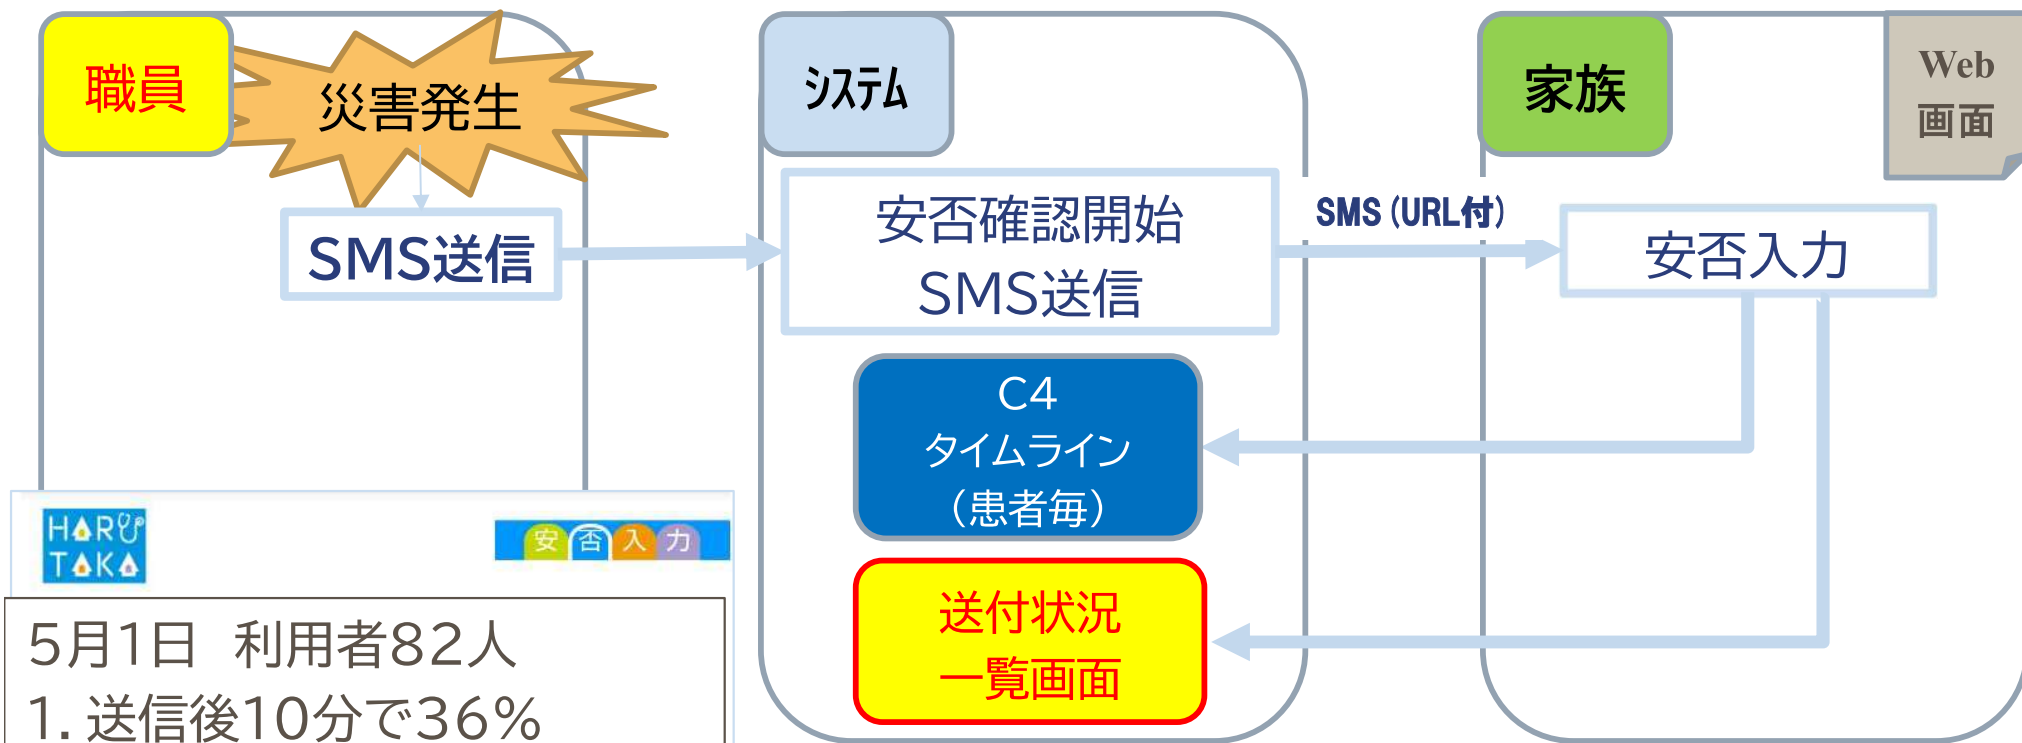 職員
災害発生
SMS送信
システム
安否確認開始
SMS送信
SMS(URL付)
家族
Web
画面
安否入力
C4
タイムライン
(患者毎)
送付状況
一覧画面
HARU
TAKA
安否入力
5月1日 利用者82人
1.送信後10分で36%